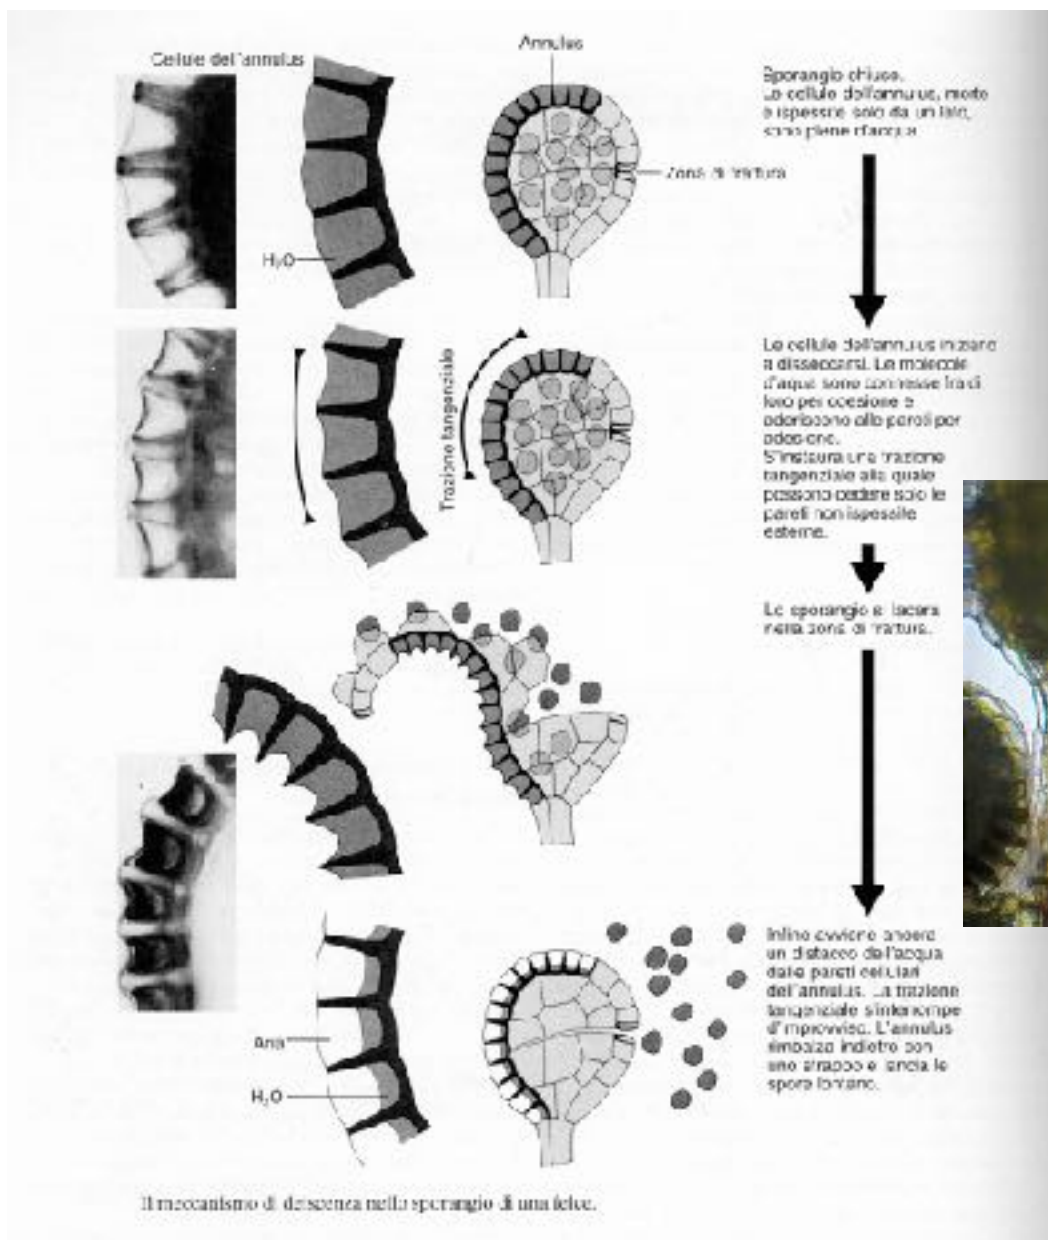 Annulus
Cellule dell'annulus
Sporangio chiuso.
Le cellule dell'annulus, morte
e ispessite solo da un lato,
sono piene d'acqua
Zona di frattura
H₂O
Le cellule dell'annulus iniziano
a disseccarsi. Le molecole
d'aqua sono connesse fra di
loro per coesione e
aderiscono alle pareti per
adesione.
S'instaura una trazione
tangenziale alla quale
possono cedere solo le
pareti non ispessite
esterne.
Trazione tangenziale
Lo sporangio si lacera
nella zona di frattura.
Infine avviene ancora
un distacco dell'acqua
dalle pareti cellulari
dell'annulus. La trazione
tangenziale s'interrompe
d'improvviso. L'annulus
rimbalza indietro con
uno strappo e lancia le
spore lontano.
Aria
H₂O
Il meccanismo di deiscenza nello sporangio di una felce.